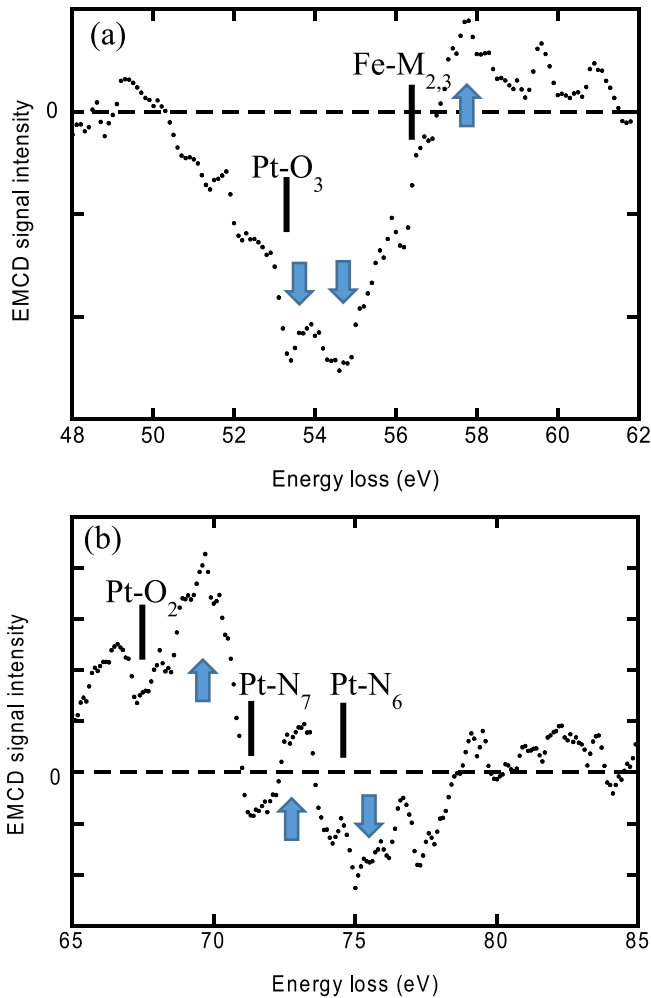 (a)
Fe-M2,3
0
Pt-O3
EMCD signal intensity
48 50 52 54 56 58 60 62
Energy loss (eV)
(b)
Pt-O2
Pt-N7 Pt-N6
0
EMCD signal intensity
65 70 75 80 85
Energy loss (eV)